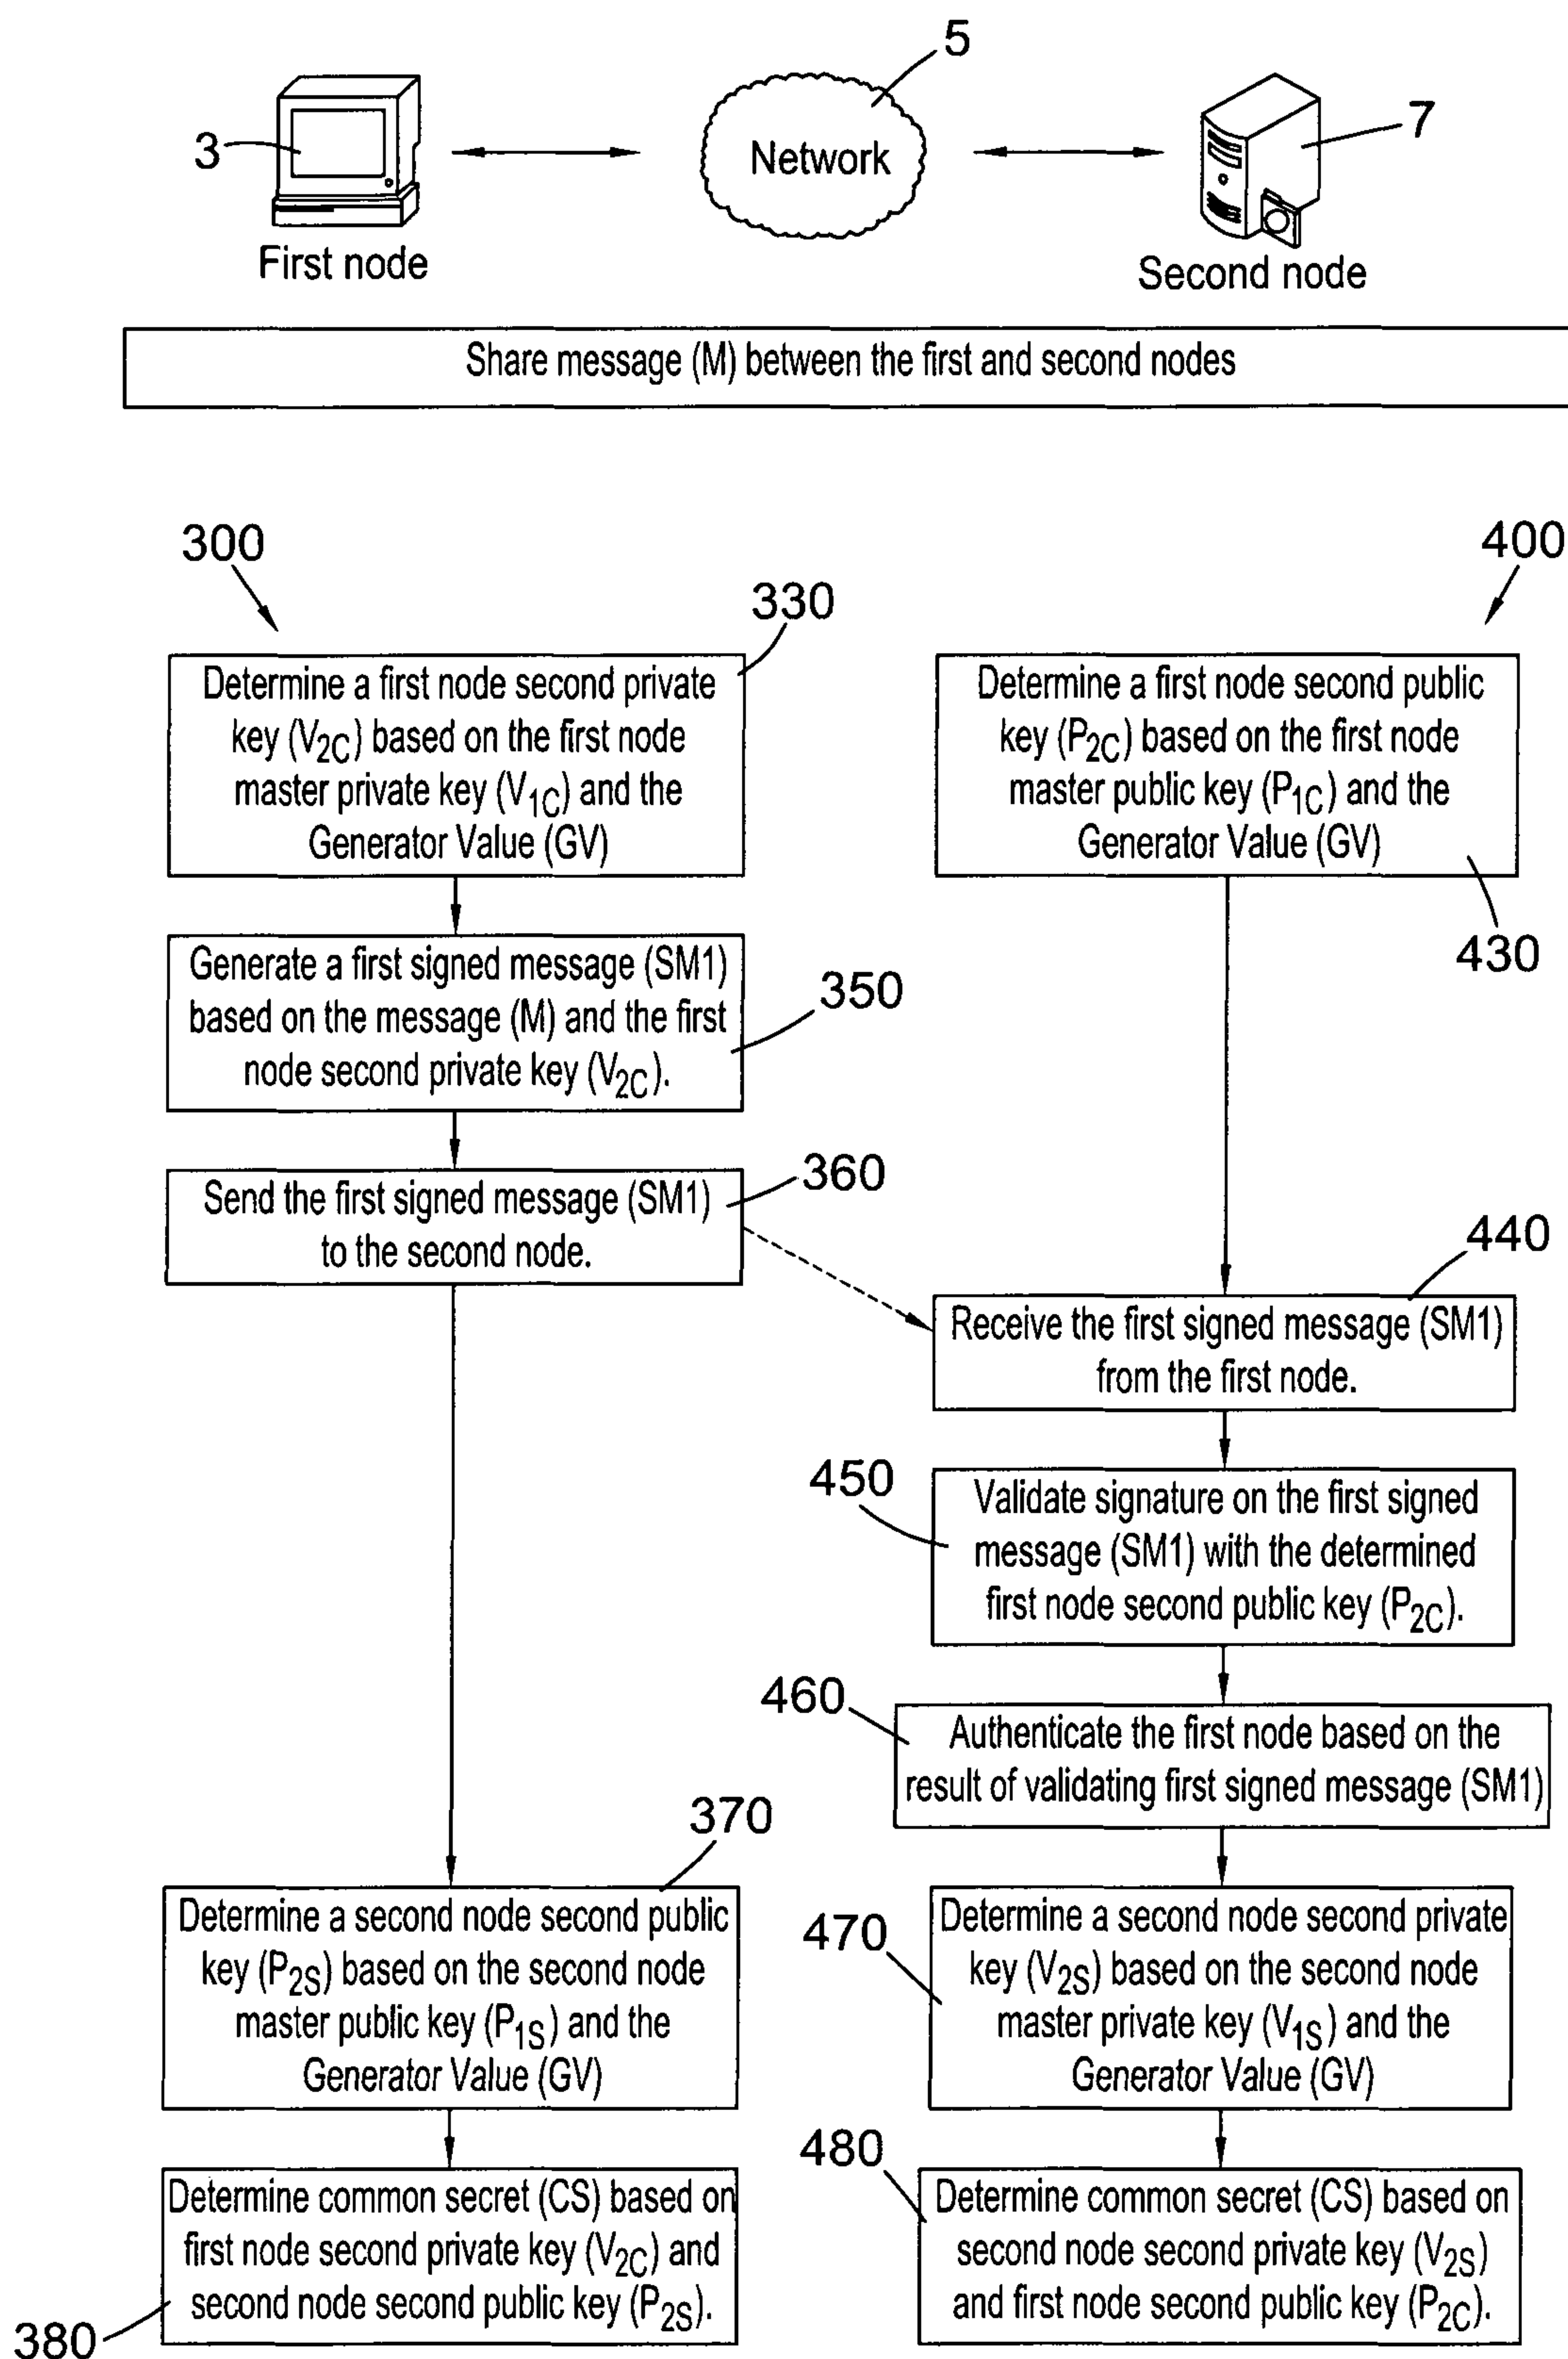 5
3
Network
7
First node
Second node
Share message (M) between the first and second nodes
300
400
330
Determine a first node second private
key (V2C) based on the first node
master private key (V1C) and the
Generator Value (GV)
Determine a first node second public
key (P2C) based on the first node
master public key (P1C) and the
Generator Value (GV)
430
Generate a first signed message (SM1)
based on the message (M) and the first
node second private key (V2C).
350
Send the first signed message (SM1)
to the second node.
360
440
Receive the first signed message (SM1)
from the first node.
450
Validate signature on the first signed
message (SM1) with the determined
first node second public key (P2C).
460
Authenticate the first node based on the
result of validating first signed message (SM1)
370
Determine a second node second public
key (P2S) based on the second node
master public key (P1S) and the
Generator Value (GV)
470
Determine a second node second private
key (V2S) based on the second node
master private key (V1S) and the
Generator Value (GV)
480
Determine common secret (CS) based on
first node second private key (V2C) and
second node second public key (P2S).
380
Determine common secret (CS) based on
second node second private key (V2S)
and first node second public key (P2C).